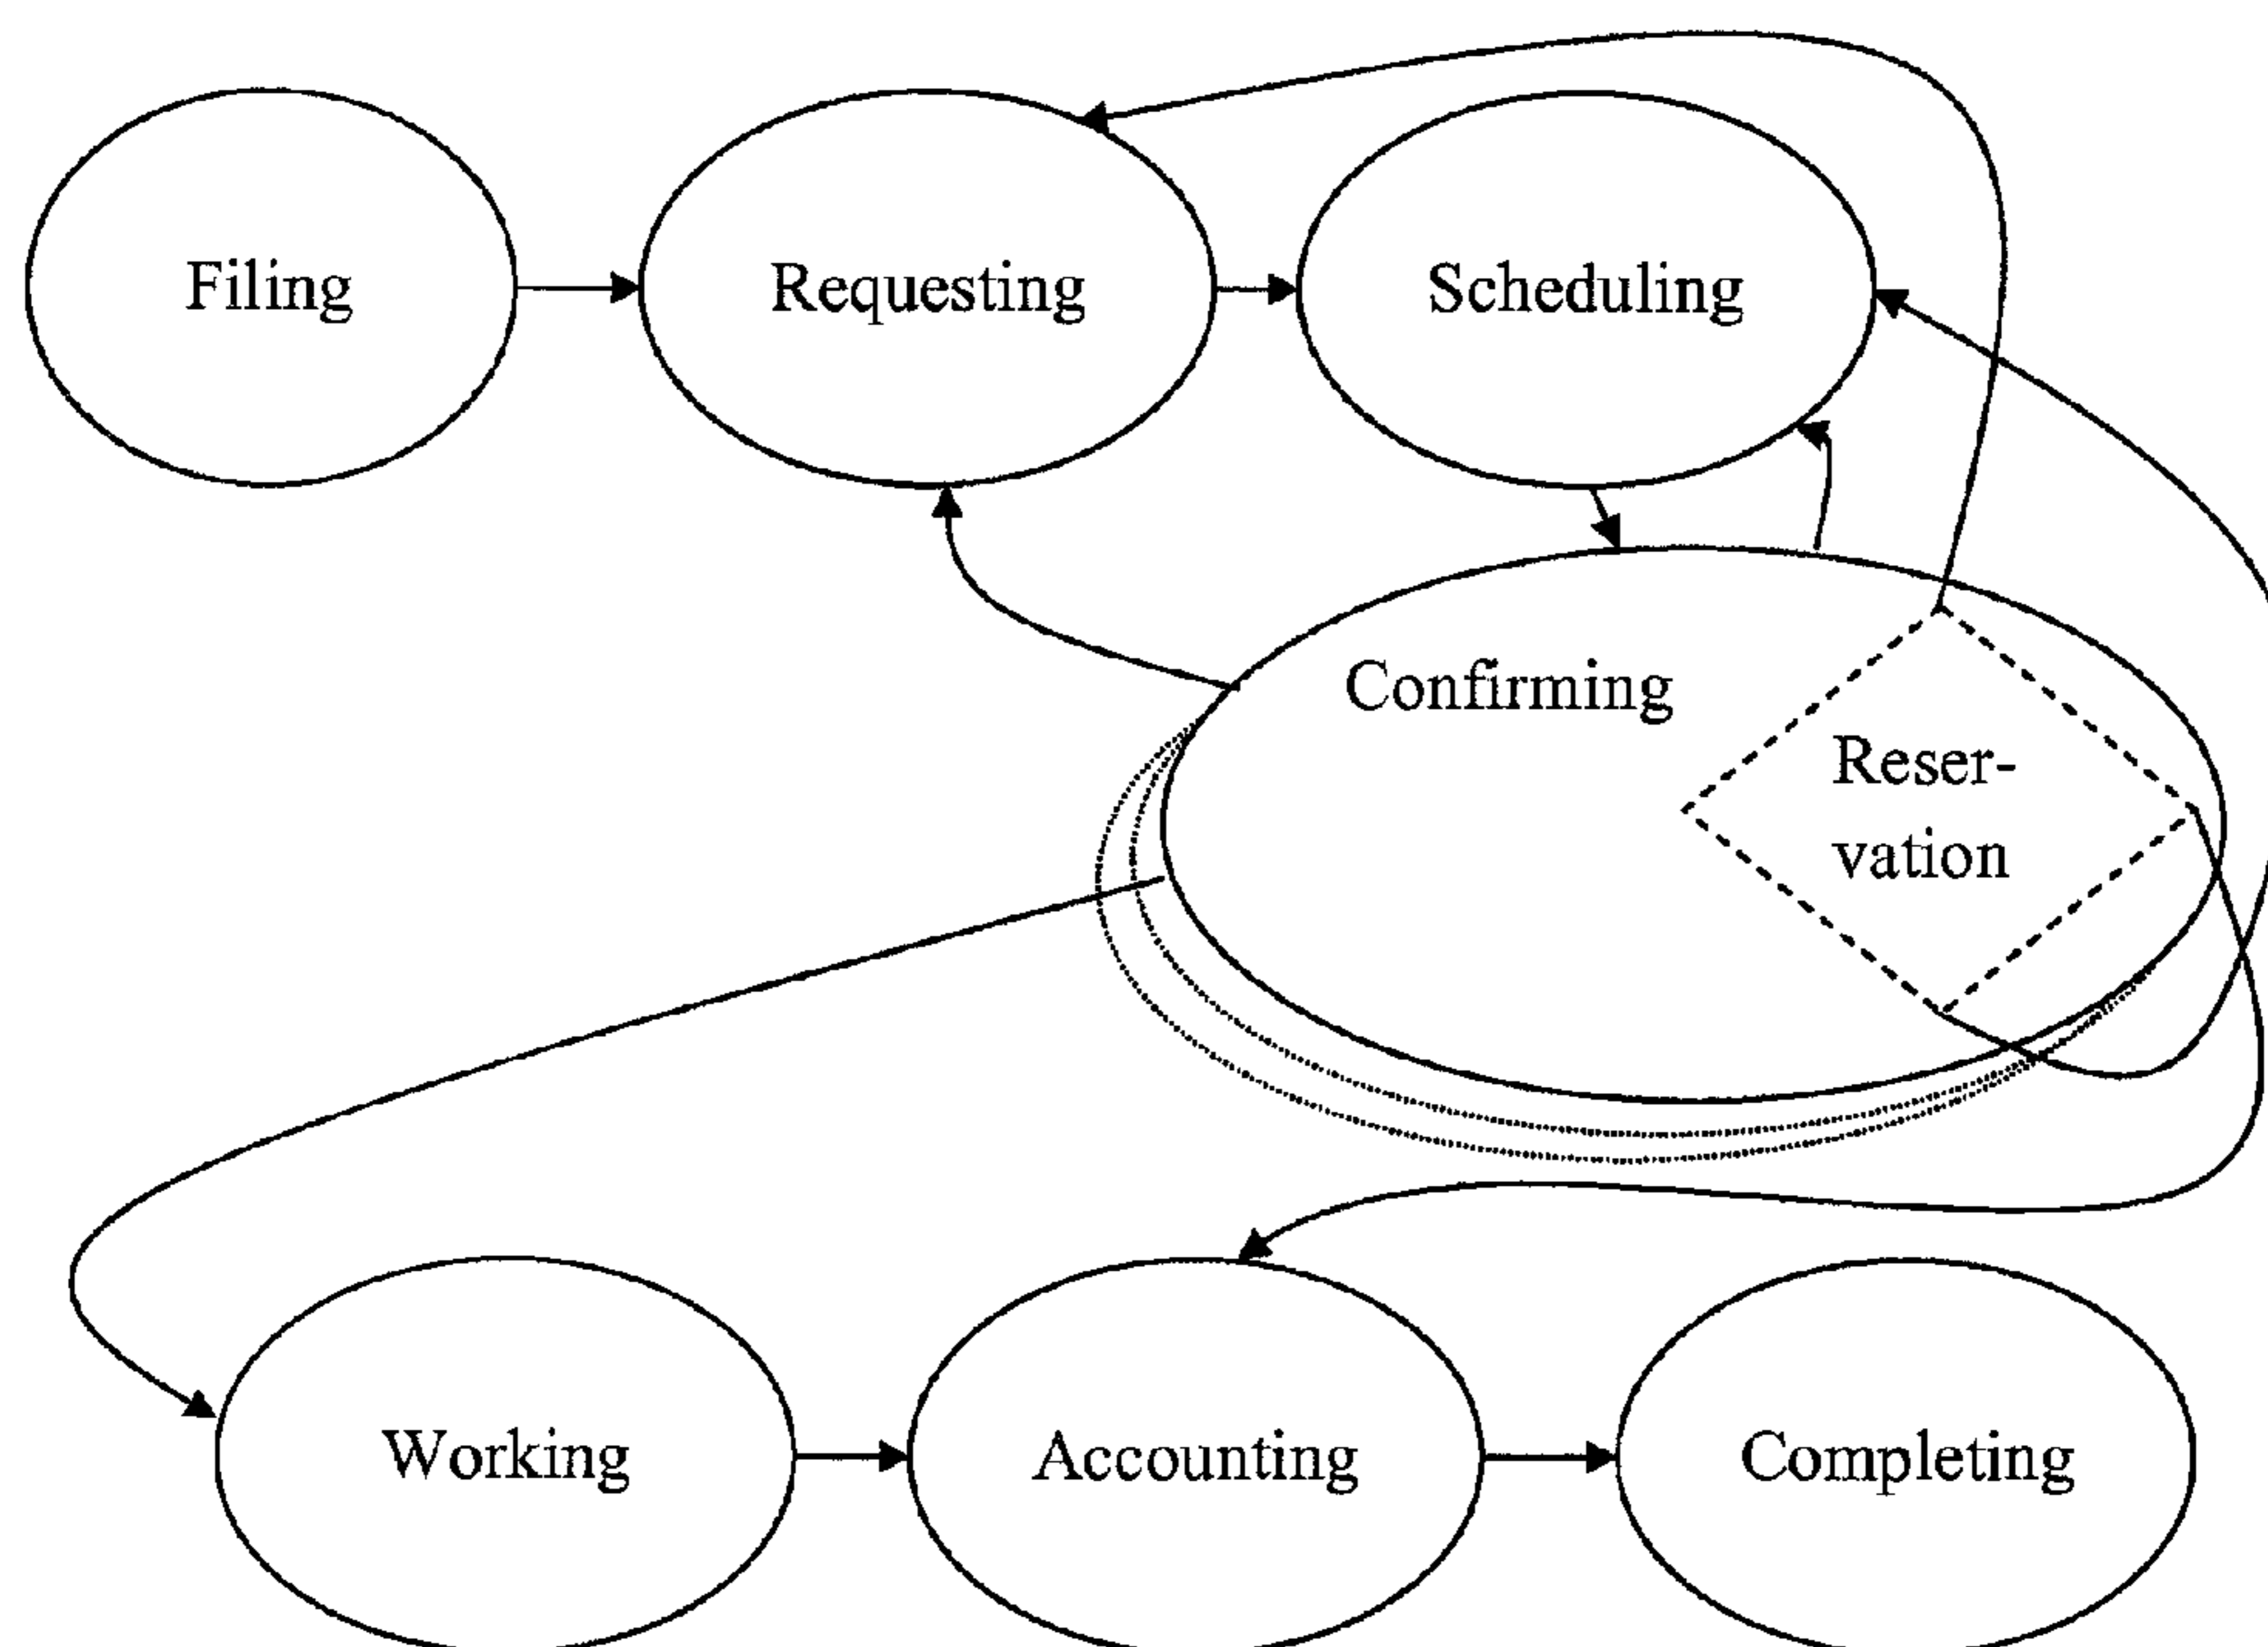 Filing
Requesting
Scheduling
Confirming
Reser-
vation
Working
Accounting
Completing